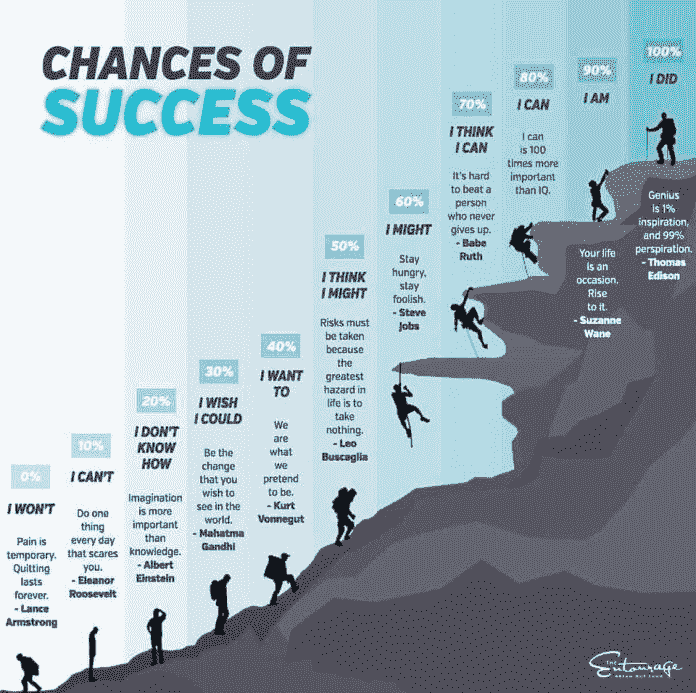 CHANCES OF
SUCCESS
0%
I WON'T
Pain is
temporary.
Quitting
lasts
forever.
- Lance
Armstrong
10%
I CAN'T
Do one
thing
every day
that scares
you.
- Eleanor
Roosevelt
20%
I DON'T
KNOW
HOW
Imagination
is more
important
than
knowledge.
- Albert
Einstein
30%
I WISH
I COULD
Be the
change
that you
wish to
see in the
world.
- Mahatma
Gandhi
40%
I WANT
TO
We
are
what
we
pretend
to be.
- Kurt
Vonnegut
50%
I THINK
I MIGHT
Risks must
be taken
because
the
greatest
hazard in
life is to
take
nothing.
- Leo
Buscaglia
60%
I MIGHT
Stay
hungry,
stay
foolish.
- Steve
Jobs
70%
I THINK
I CAN
It's hard
to beat a
person
who never
gives up.
- Babe
Ruth
80%
I CAN
I can
is 100
times more
important
than IQ.
90%
I AM
Your life
is an
occasion.
Rise
to it.
- Suzanne
Wane
100%
I DID
Genius
is 1%
inspiration,
and 99%
perspiration.
- Thomas
Edison
THE
Entourage